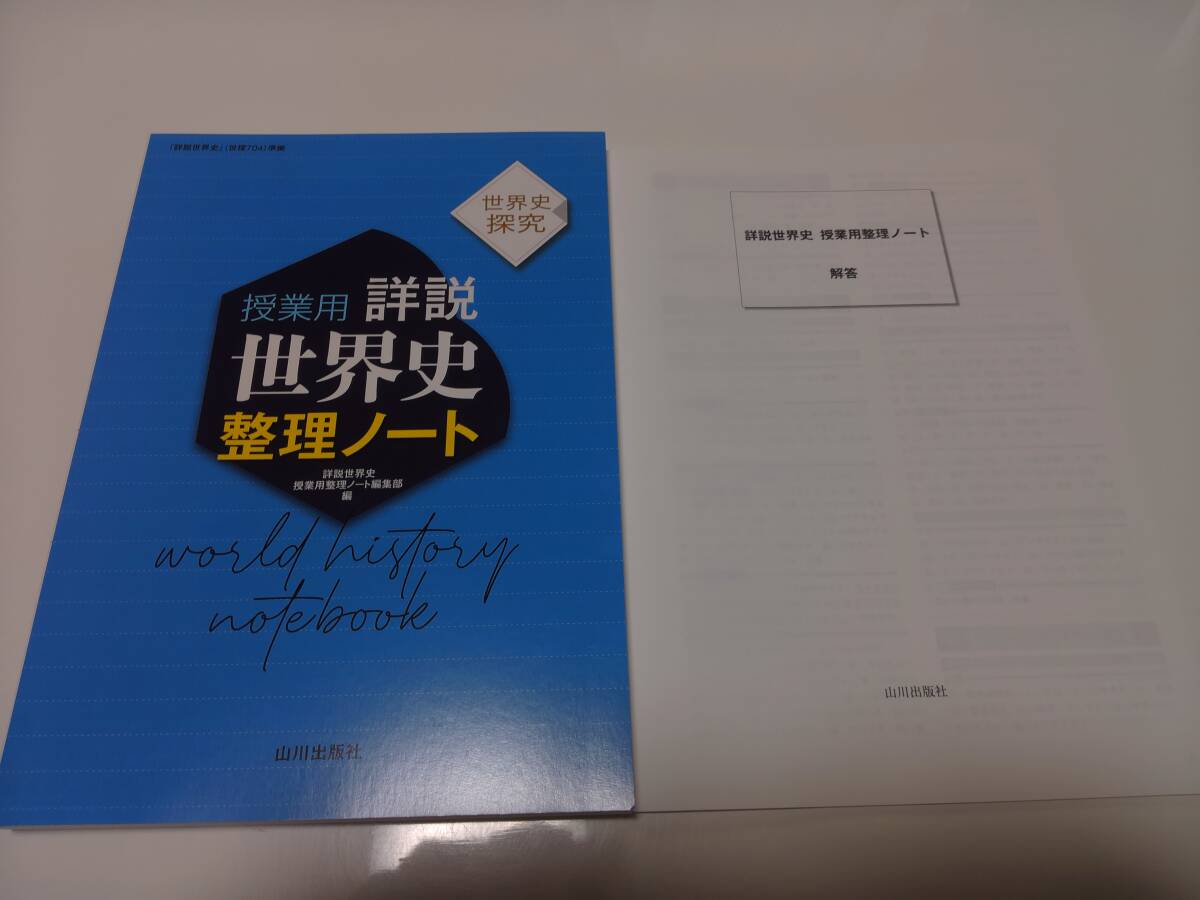 「詳説世界史」(世探704)準拠
世界史
探究
授業用 詳説
世界史
整理ノート
詳説世界史
授業用整理ノート編集部
編
world history
notebook
山川出版社
詳説世界史 授業用整理ノート
解答
山川出版社